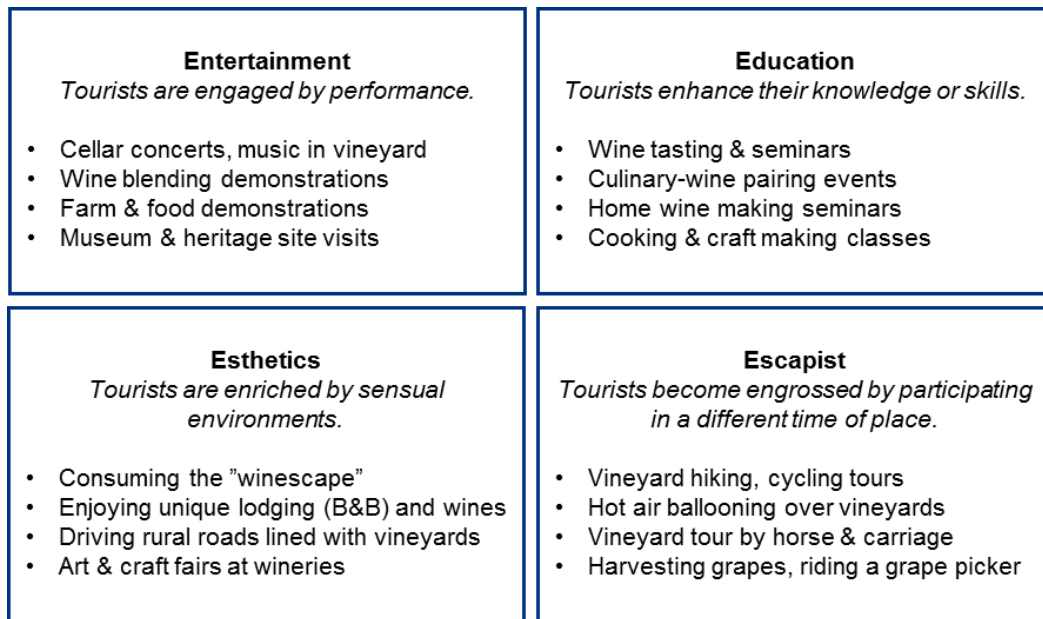 Entertainment
Tourists are engaged by performance.
• Cellar concerts, music in vineyard
• Wine blending demonstrations
• Farm & food demonstrations
• Museum & heritage site visits
Education
Tourists enhance their knowledge or skills.
• Wine tasting & seminars
• Culinary-wine pairing events
• Home wine making seminars
• Cooking & craft making classes
Esthetics
Tourists are enriched by sensual
environments.
• Consuming the ”winescape”
• Enjoying unique lodging (B&B) and wines
• Driving rural roads lined with vineyards
• Art & craft fairs at wineries
Escapist
Tourists become engrossed by participating
in a different time of place.
• Vineyard hiking, cycling tours
• Hot air ballooning over vineyards
• Vineyard tour by horse & carriage
• Harvesting grapes, riding a grape picker